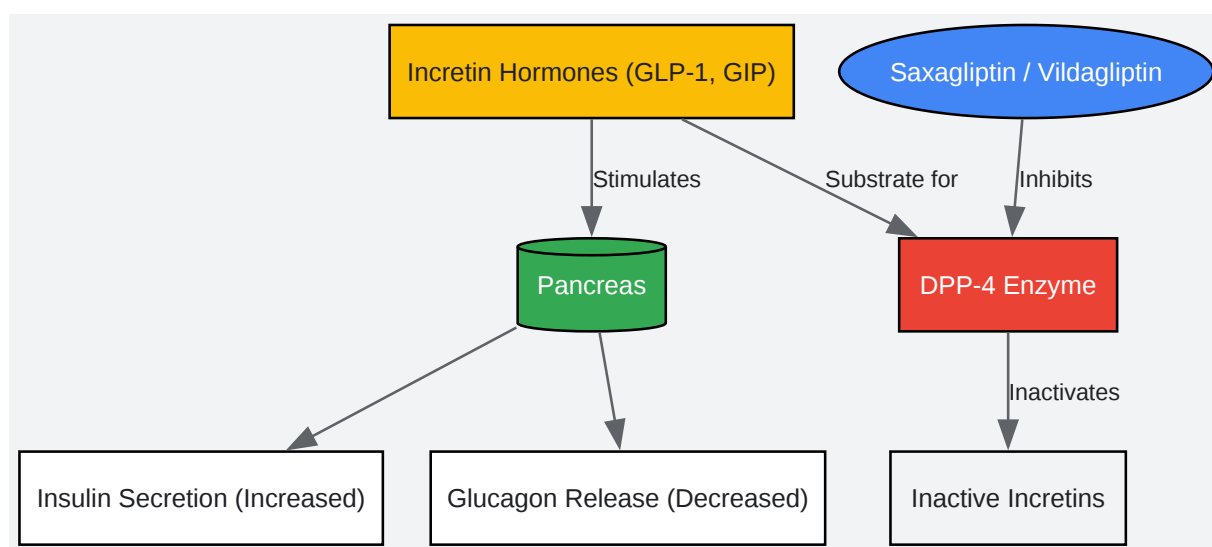 Incretin Hormones (GLP-1, GIP)
Saxagliptin / Vildagliptin
Stimulates
Substrate for
Inhibits
Pancreas
DPP-4 Enzyme
Inactivates
Insulin Secretion (Increased)
Glucagon Release (Decreased)
Inactive Incretins